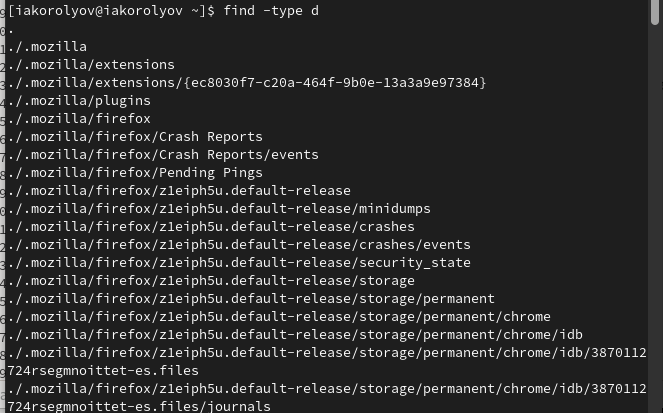 [iakorolyov@iakorolyov ~]$ find -type d
.
./.mozilla
./.mozilla/extensions
./.mozilla/extensions/{ec8030f7-c20a-464f-9b0e-13a3a9e97384}
./.mozilla/plugins
./.mozilla/firefox
./.mozilla/firefox/Crash Reports
./.mozilla/firefox/Crash Reports/events
./.mozilla/firefox/Pending Pings
./.mozilla/firefox/z1eiph5u.default-release
./.mozilla/firefox/z1eiph5u.default-release/minidumps
./.mozilla/firefox/z1eiph5u.default-release/crashes
./.mozilla/firefox/z1eiph5u.default-release/crashes/events
./.mozilla/firefox/z1eiph5u.default-release/security_state
./.mozilla/firefox/z1eiph5u.default-release/storage
./.mozilla/firefox/z1eiph5u.default-release/storage/permanent
./.mozilla/firefox/z1eiph5u.default-release/storage/permanent/chrome
./.mozilla/firefox/z1eiph5u.default-release/storage/permanent/chrome/idb
./.mozilla/firefox/z1eiph5u.default-release/storage/permanent/chrome/idb/3870112
724rsegmnoittet-es.files
./.mozilla/firefox/z1eiph5u.default-release/storage/permanent/chrome/idb/3870112
724rsegmnoittet-es.files/journals